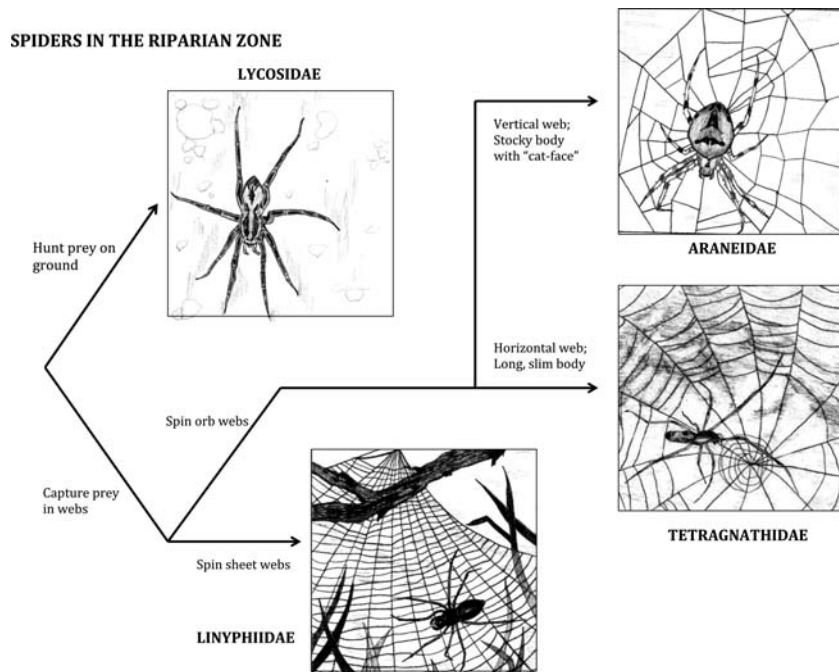 SPIDERS IN THE RIPARIAN ZONE
LYCOSIDAE
Hunt prey on
ground
Vertical web;
Stocky body
with “cat-face”
ARANEIDAE
Horizontal web;
Long, slim body
Spin orb webs
Capture prey
in webs
Spin sheet webs
TETRAGNATHIDAE
LINYPHIIDAE